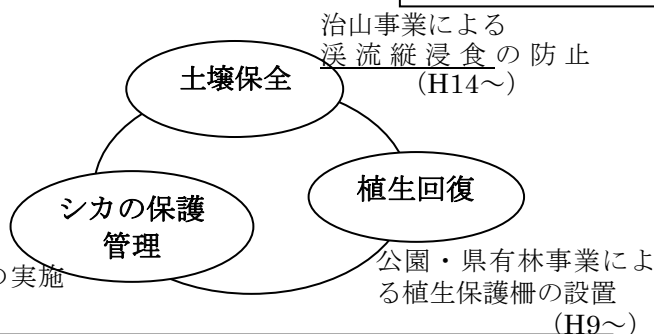 治山事業による
渓流縦浸食の防止
(H14~)
土壌保全
植生回復
シカの保護
管理
の実施
公園・県有林事業によ
る植生保護柵の設置
(H9~)